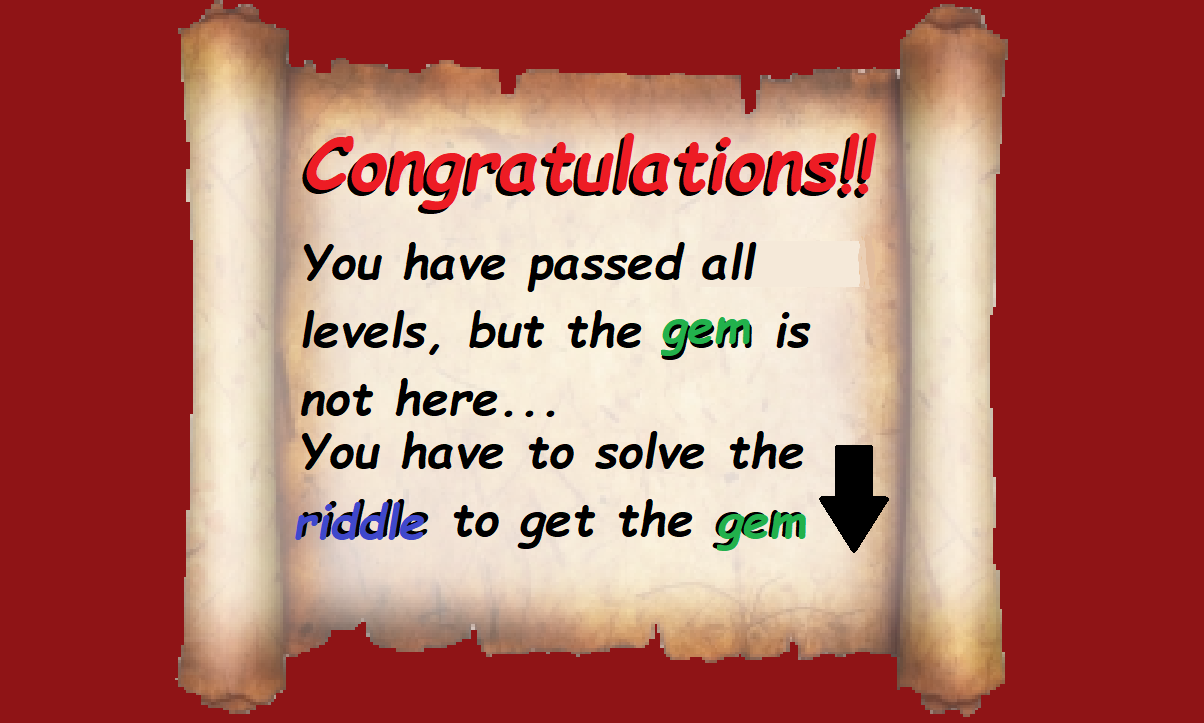 Congratulations!!
You have passed all
levels, but the gem is
not here...
You have to solve the
riddle to get the gem